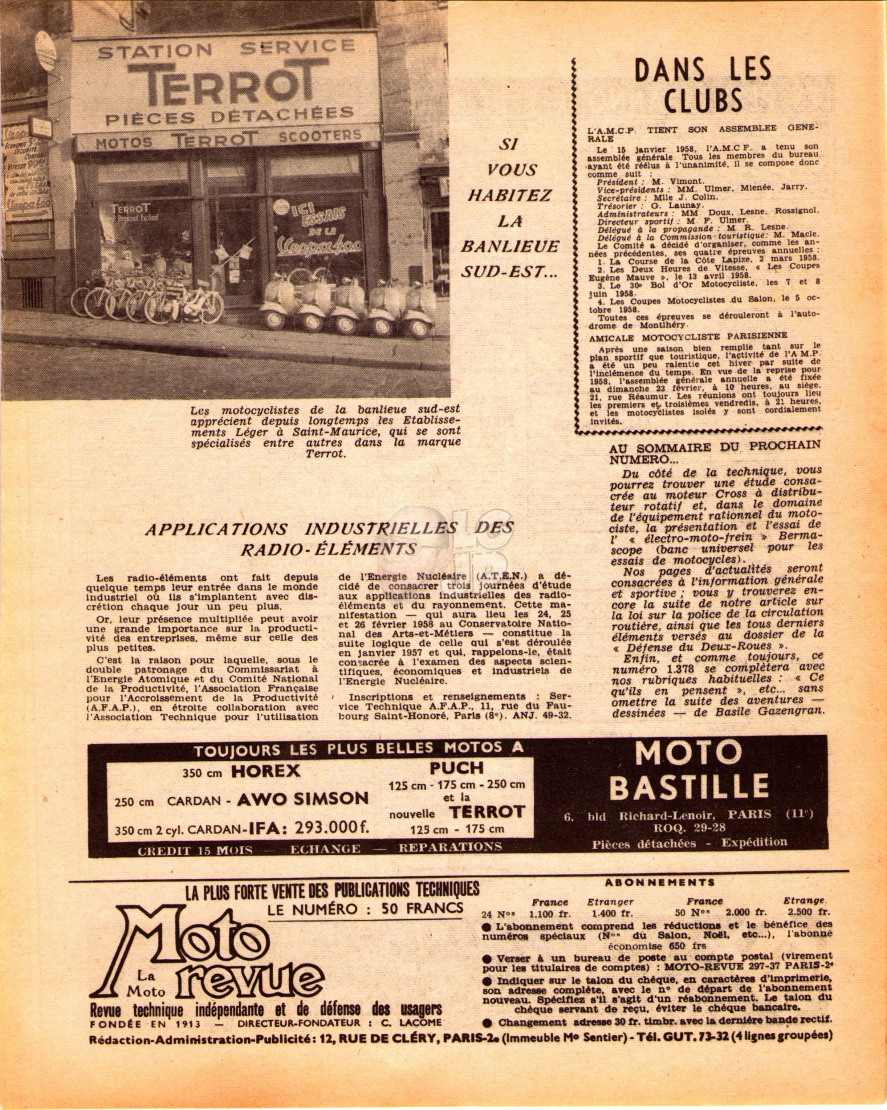 STATION SERVICE
TERROT
PIÈCES DÉTACHÉES
MOTOS TERROT SCOOTERS
TERROT
ICI
ESSAIS
DE LA
SI
VOUS
HABITEZ
LA
BANLIEUE
SUD-EST...
Les motocyclistes de la banlieue sud-est
apprécient depuis longtemps les Etablisse-
ments Léger à Saint-Maurice, qui se sont
spécialisés entre autres dans la marque
Terrot.
DANS LES
CLUBS
L'A.M.C.F. TIENT SON ASSEMBLEE GENE-
RALE
Le 15 janvier 1958, l'A.M.C F. a tenu son
assemblée générale Tous les membres du bureau
ayant été réélus à l'unanimité, il se compose donc
comme suit :
Président : M. Vimont.
Vice-présidents : MM. Ulmer, Mienée, Jarry.
Secrétaire : Mlle J. Colin.
Trésorier : G. Launay.
Administrateurs : MM Doux, Lesne, Rossignol.
Directeur sportif : M F. Ulmer.
Délégué à la propagande : M R. Lesne.
Délégué à la Commission touristique : M. Macle.
Le Comité a décidé d'organiser, comme les an-
nées précédentes, ses quatre épreuves annuelles :
1. La Course de la Côte Lapize, 2 mars 1958.
2. Les Deux Heures de Vitesse, « Les Coupes
Eugène Mauve », le 13 avril 1958.
3. Le 30e Bol d'Or Motocycliste, les 7 et 8
juin 1958.
4. Les Coupes Motocyclistes du Salon, le 5 oc-
tobre 1958.
Toutes ces épreuves se dérouleront à l'auto-
drome de Montlhéry.
AMICALE MOTOCYCLISTE PARISIENNE
Après une saison bien remplie tant sur le
plan sportif que touristique, l'activité de l'A M.P.
a été un peu ralentie cet hiver par suite de
l'inclémence du temps. En vue de la reprise pour
1958, l'assemblée générale annuelle a été fixée
au dimanche 23 février, à 10 heures, au siège,
21, rue Réaumur. Les réunions ont toujours lieu
les premiers et troisièmes vendredis, à 21 heures,
et les motocyclistes isolés y sont cordialement
invités.
AU SOMMAIRE DU PROCHAIN
NUMERO...
Du côté de la technique, vous
pourrez trouver une étude consa-
crée au moteur Cross à distribu-
teur rotatif et, dans le domaine
de l'équipement rationnel du moto-
ciste, la présentation et l'essai de
l' « électro-moto-frein » Berma-
scope (banc universel pour les
essais de motocycles).
Nos pages d'actualités seront
consacrées à l'information générale
et sportive ; vous y trouverez en-
core la suite de notre article sur
la loi sur la police de la circulation
routière, ainsi que les tous derniers
éléments versés au dossier de la
« Défense du Deux-Roues ».
Enfin, et comme toujours, ce
numéro 1.378 se complètera avec
nos rubriques habituelles : « Ce
qu'ils en pensent », etc... sans
omettre la suite des aventures —
dessinées — de Basile Gazengran.
APPLICATIONS INDUSTRIELLES DES
RADIO-ÉLÉMENTS
Les radio-éléments ont fait depuis
quelque temps leur entrée dans le monde
industriel où ils s'implantent avec dis-
crétion chaque jour un peu plus.
Or, leur présence multipliée peut avoir
une grande importance sur la producti-
vité des entreprises, même sur celle des
plus petites.
C'est la raison pour laquelle, sous le
double patronage du Commissariat à
l'Energie Atomique et du Comité National
de la Productivité, l'Association Française
pour l'Accroissement de la Productivité
(A.F.A.P.), en étroite collaboration avec
l'Association Technique pour l'utilisation
de l'Energie Nucléaire (A.T.E.N.) a dé-
cidé de consacrer trois journées d'étude
aux applications industrielles des radio-
éléments et du rayonnement. Cette ma-
nifestation — qui aura lieu les 24, 25
et 26 février 1958 au Conservatoire Natio-
nal des Arts-et-Métiers — constitue la
suite logique de celle qui s'est déroulée
en janvier 1957 et qui, rappelons-le, était
consacrée à l'examen des aspects scien-
tifiques, économiques et industriels de
l'Energie Nucléaire.
Inscriptions et renseignements : Ser-
vice Technique A.F.A.P., 11, rue du Fau-
bourg Saint-Honoré, Paris (8e). ANJ. 49-32.
TOUJOURS LES PLUS BELLES MOTOS A
350 cm HOREX
250 cm CARDAN - AWO SIMSON
350 cm 2 cyl. CARDAN-IFA: 293.000 f.
PUCH
125 cm - 175 cm - 250 cm
et la
nouvelle TERROT
125 cm - 175 cm
CREDIT 15 MOIS — ECHANGE — REPARATIONS
MOTO
BASTILLE
6, bld Richard-Lenoir, PARIS (11e)
ROQ. 29-28
Pièces détachées - Expédition
LA PLUS FORTE VENTE DES PUBLICATIONS TECHNIQUES
LE NUMÉRO : 50 FRANCS
Moto
revue
La
Moto
Revue technique indépendante et de défense des usagers
FONDÉE EN 1913 — DIRECTEUR-FONDATEUR : C. LACOME
ABONNEMENTS
France Etranger France Etrange
24 Nos 1.100 fr. 1.400 fr. 50 Nos 2.000 fr. 2.500 fr.
● L'abonnement comprend les réductions et le bénéfice des
numéros spéciaux (Nos du Salon, Noël, etc...), l'abonné
économise 650 frs
● Verser à un bureau de poste au compte postal (virement
pour les titulaires de comptes) : MOTO-REVUE 297-37 PARIS-2e
● Indiquer sur le talon du chèque, en caractères d'imprimerie,
son adresse complète, avec le n° de départ de l'abonnement
nouveau. Spécifiez s'il s'agit d'un réabonnement. Le talon du
chèque servant de reçu, éviter le chèque bancaire.
● Changement adresse 30 fr. timbr. avec la dernière bande rectif.
Rédaction-Administration-Publicité : 12, RUE DE CLÉRY, PARIS-2e (Immeuble Mo Sentier) - Tél. GUT. 73-32 (4 lignes groupées)